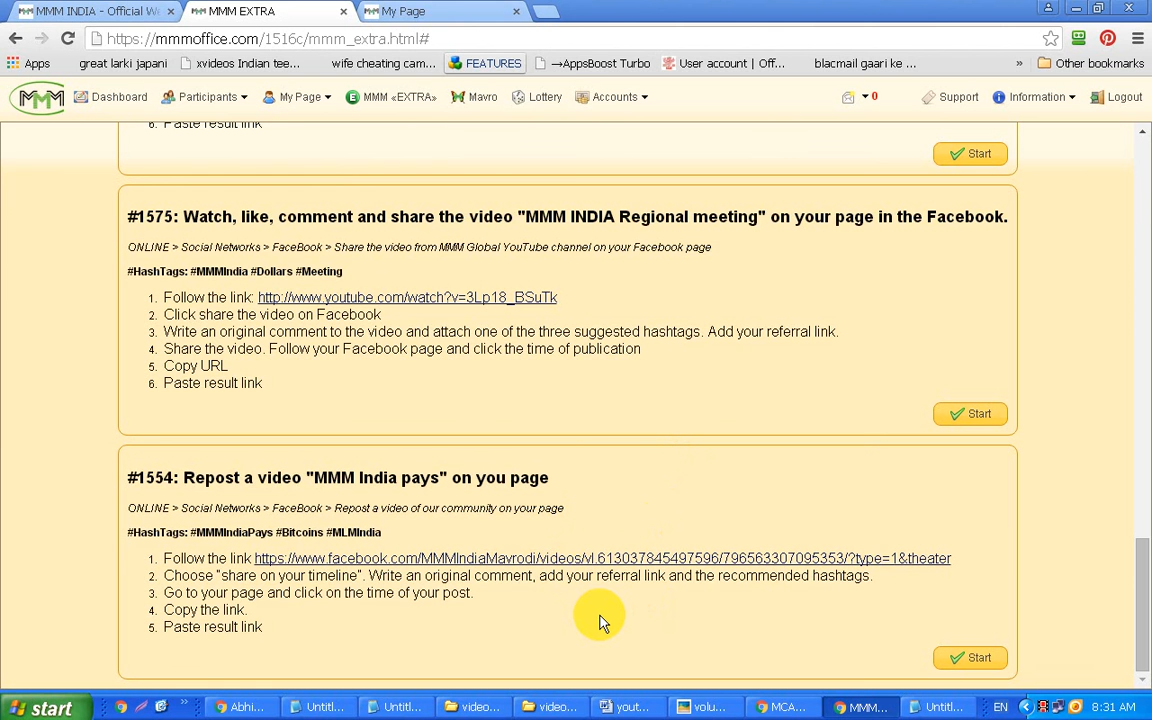 MMM INDIA - Official We
MMM EXTRA
My Page
https://mmmoffice.com/1516c/mmm_extra.html#
Apps
great larki japani
xvideos Indian tee...
wife cheating cam...
FEATURES
→AppsBoost Turbo
User account | Off...
blacmail gaari ke ...
»
Other bookmarks
MMM
Dashboard
Participants
My Page
MMM «EXTRA»
Mavro
Lottery
Accounts
0
Support
Information
Logout
6. Paste result link
Start
#1575: Watch, like, comment and share the video "MMM INDIA Regional meeting" on your page in the Facebook.
ONLINE > Social Networks > FaceBook > Share the video from MMM Global YouTube channel on your Facebook page
#HashTags: #MMMIndia #Dollars #Meeting
1. Follow the link: http://www.youtube.com/watch?v=3Lp18_BSuTk
2. Click share the video on Facebook
3. Write an original comment to the video and attach one of the three suggested hashtags. Add your referral link.
4. Share the video. Follow your Facebook page and click the time of publication
5. Copy URL
6. Paste result link
Start
#1554: Repost a video "MMM India pays" on you page
ONLINE > Social Networks > FaceBook > Repost a video of our community on your page
#HashTags: #MMMIndiaPays #Bitcoins #MLMIndia
1. Follow the link https://www.facebook.com/MMMIndiaMavrodi/videos/vl.613037845497596/796563307095353/?type=1&theater
2. Choose "share on your timeline". Write an original comment, add your referral link and the recommended hashtags.
3. Go to your page and click on the time of your post.
4. Copy the link.
5. Paste result link
Start
start
»
Abhi...
Untitl...
Untitl...
video...
video...
yout...
volu...
MCA...
MMM...
Untitl...
EN
8:31 AM